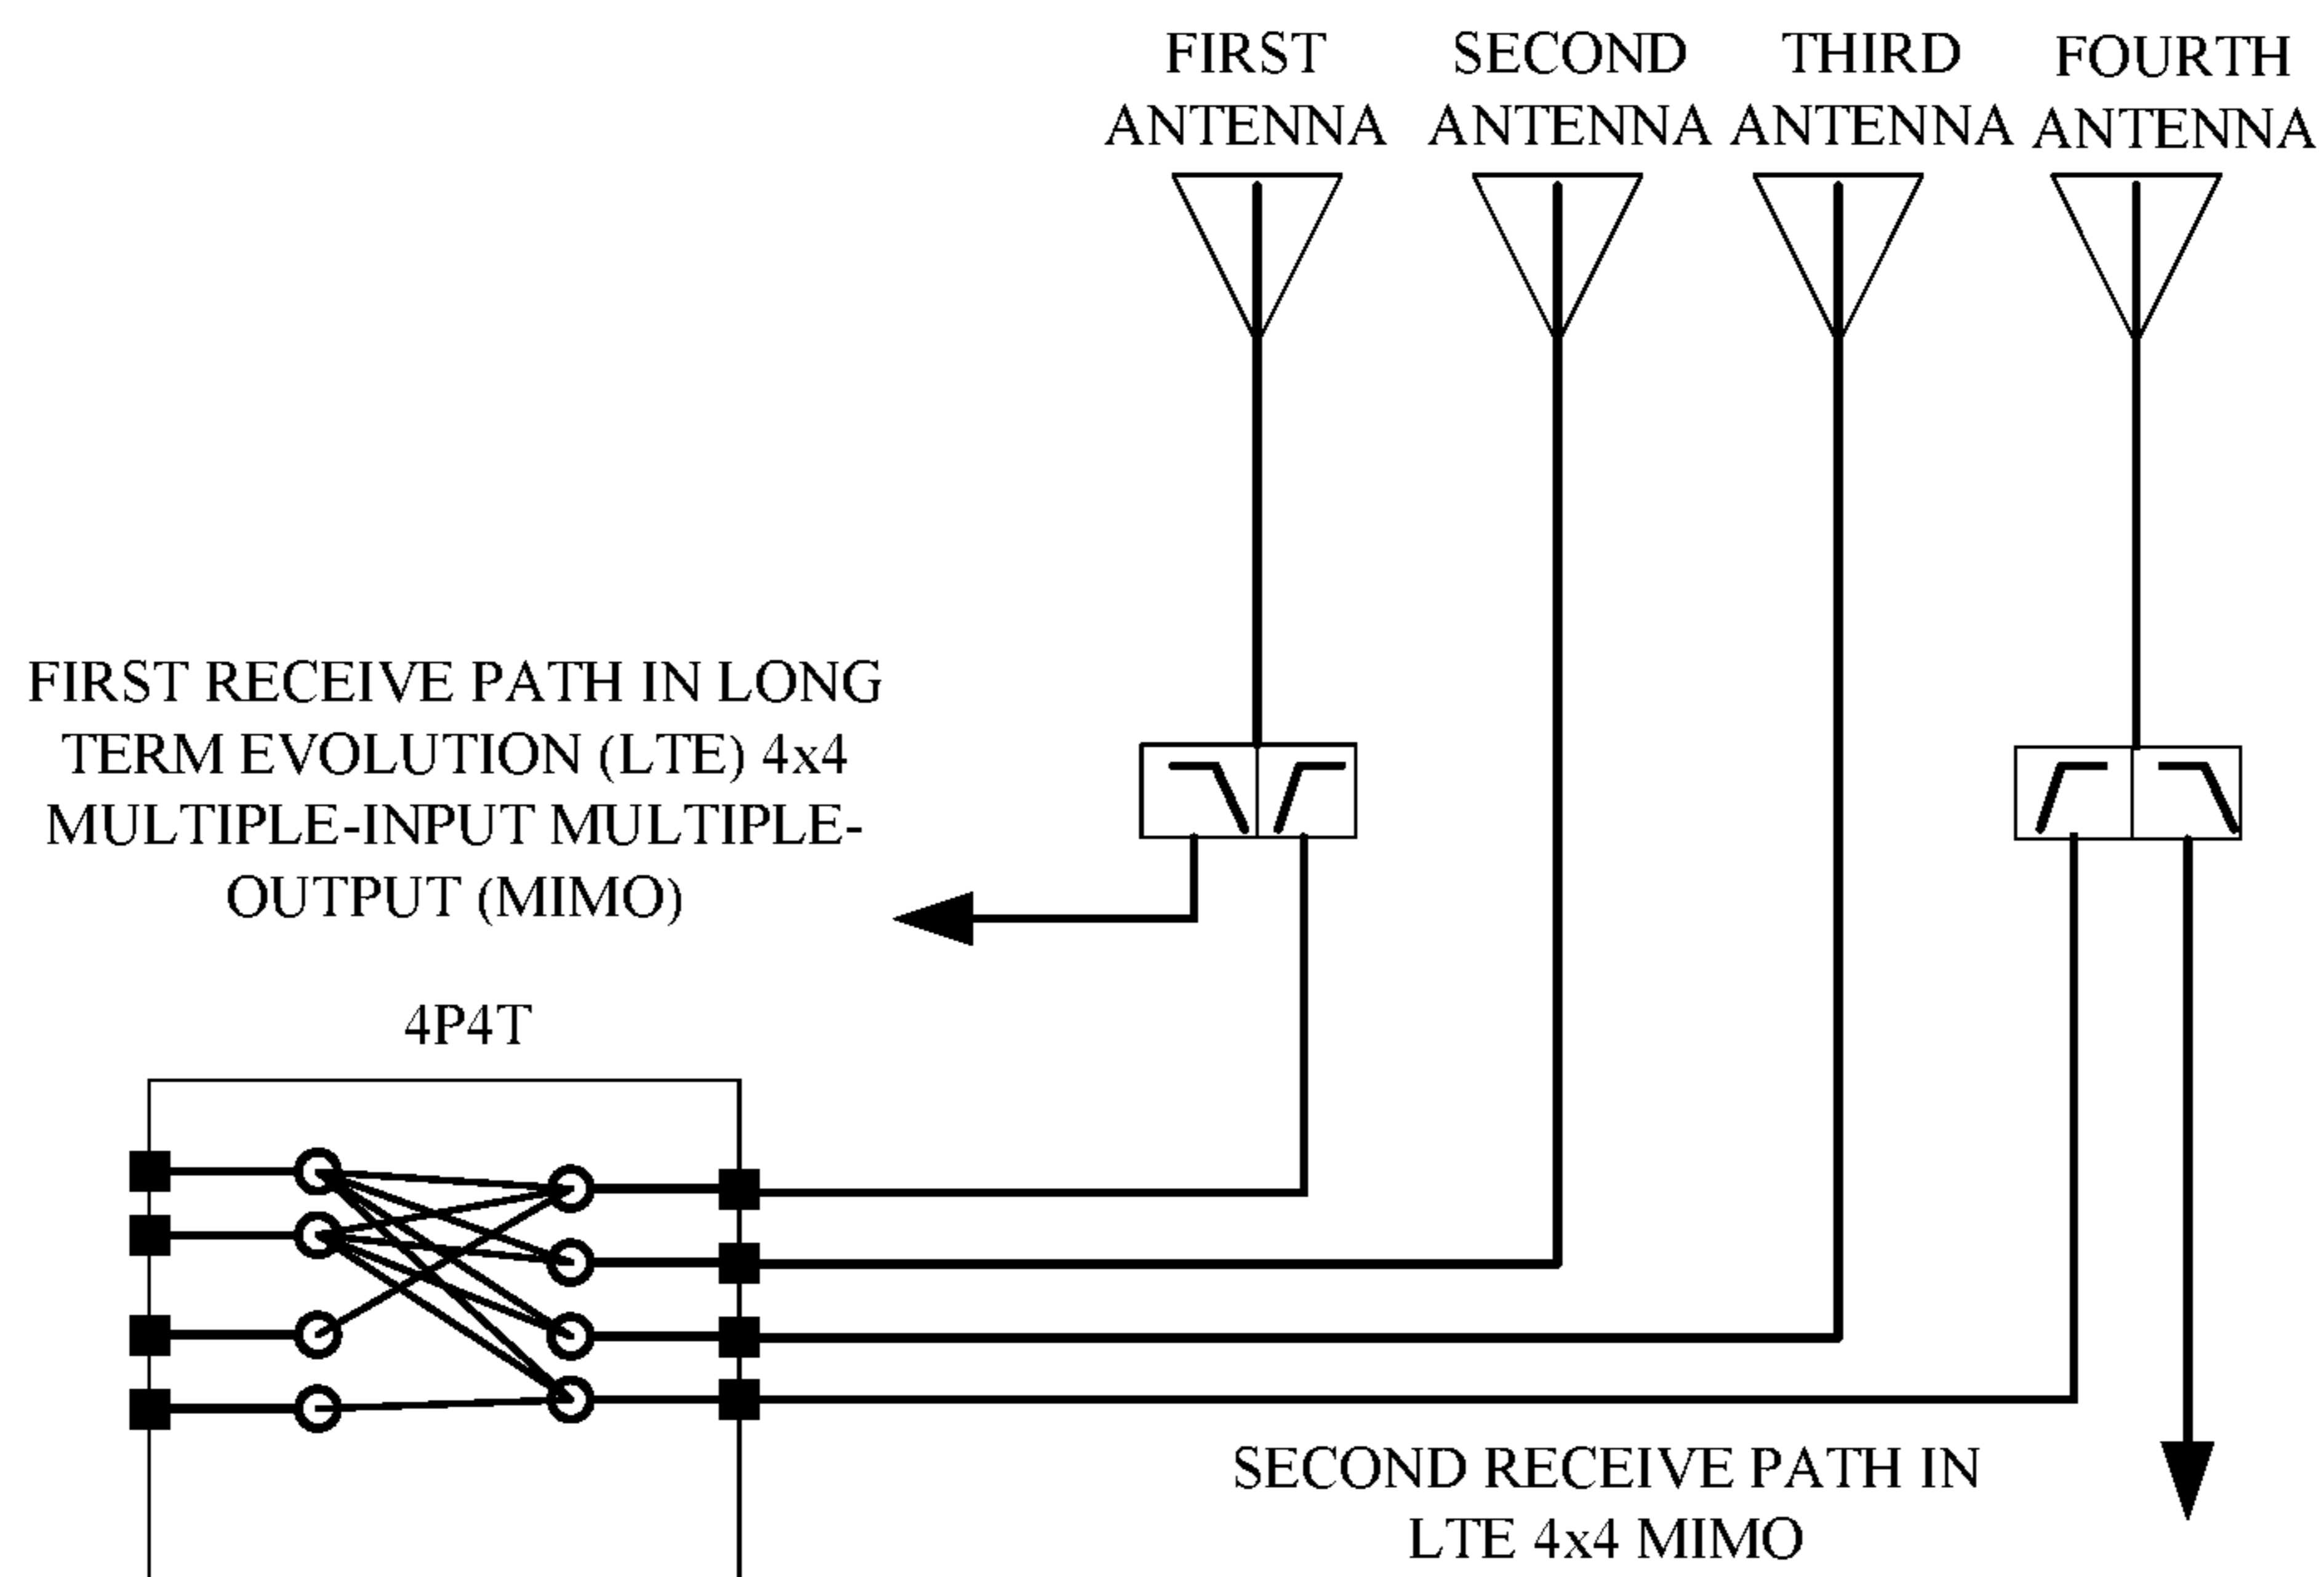 FIRST
ANTENNA
SECOND
ANTENNA
THIRD
ANTENNA
FOURTH
ANTENNA
FIRST RECEIVE PATH IN LONG
TERM EVOLUTION (LTE) 4x4
MULTIPLE-INPUT MULTIPLE-
OUTPUT (MIMO)
4P4T
SECOND RECEIVE PATH IN
LTE 4x4 MIMO